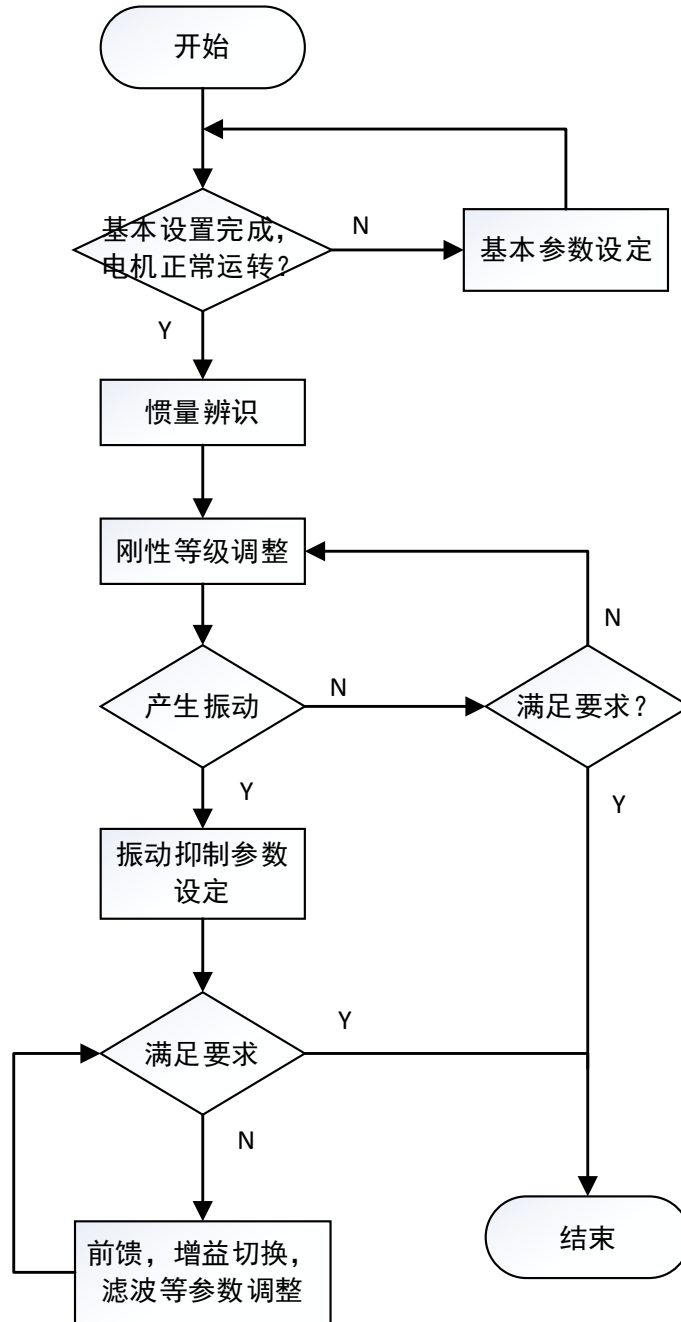 开始
基本设置完成，
电机正常运转？
N
基本参数设定
Y
惯量辨识
刚性等级调整
N
产生振动
N
满足要求？
Y
Y
振动抑制参数
设定
Y
满足要求
N
前馈，增益切换，
滤波等参数调整
结束